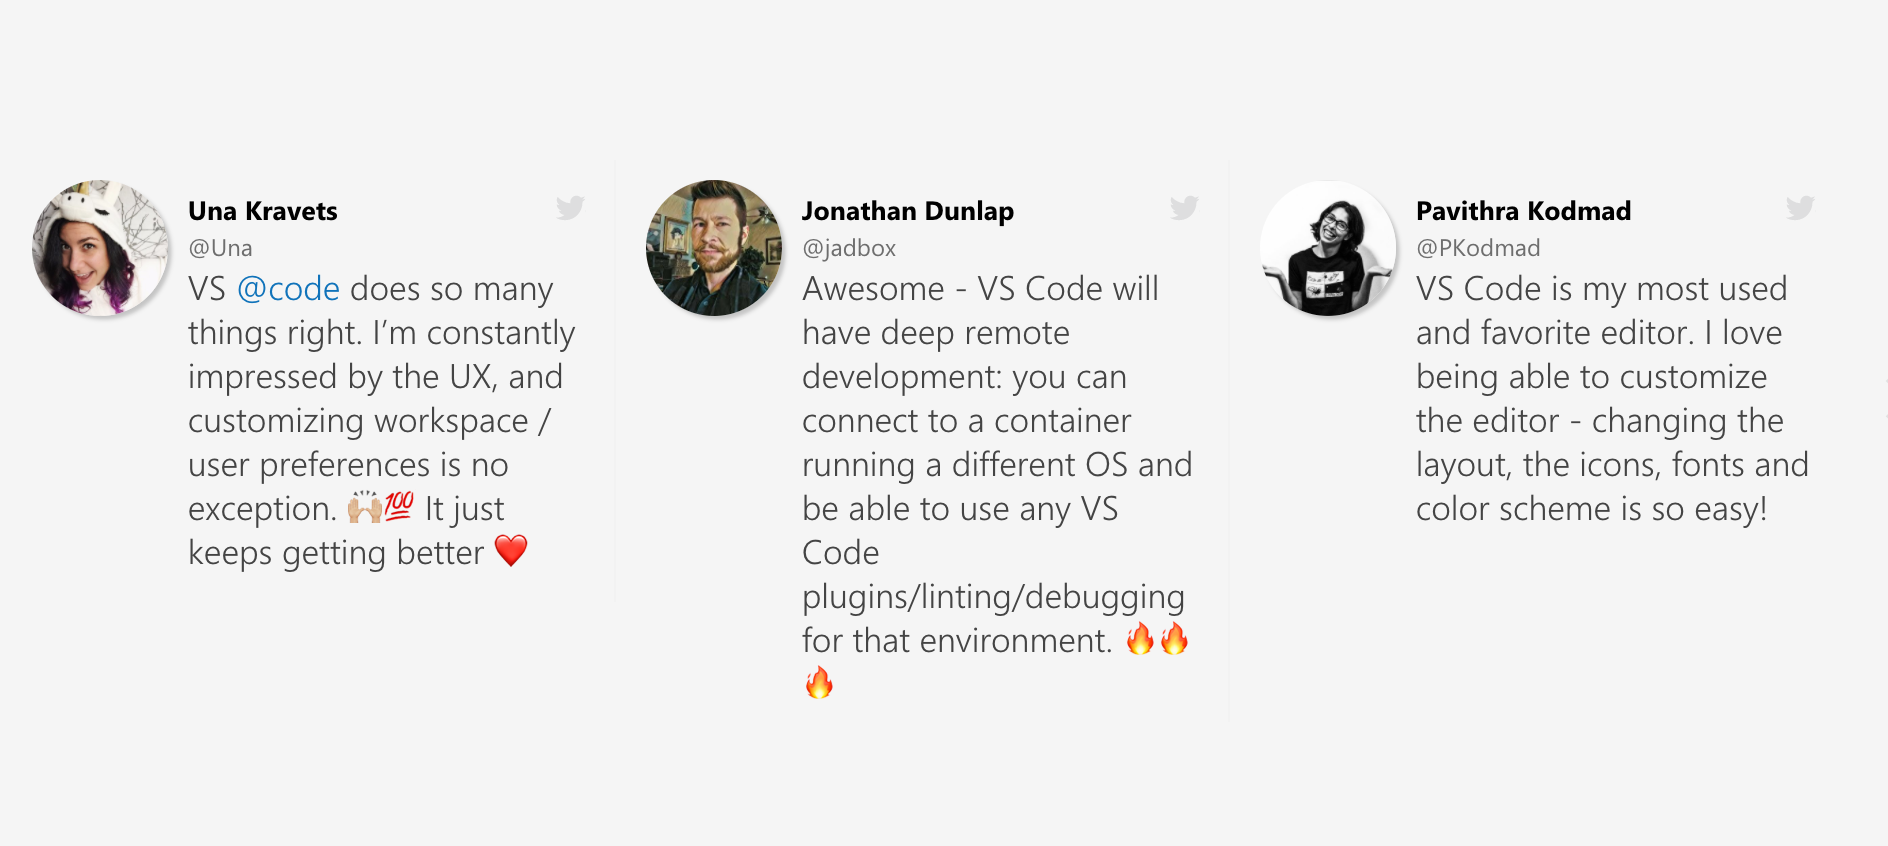 Una Kravets
@Una
VS @code does so many
things right. I’m constantly
impressed by the UX, and
customizing workspace /
user preferences is no
exception. 🙌🏼💯 It just
keeps getting better ❤️
Jonathan Dunlap
@jadbox
Awesome - VS Code will
have deep remote
development: you can
connect to a container
running a different OS and
be able to use any VS
Code
plugins/linting/debugging
for that environment. 🔥🔥
🔥
Pavithra Kodmad
@PKodmad
VS Code is my most used
and favorite editor. I love
being able to customize
the editor - changing the
layout, the icons, fonts and
color scheme is so easy!